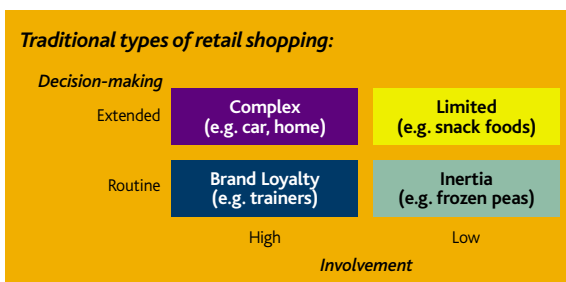 Traditional types of retail shopping:
Decision-making
Extended
Complex
(e.g. car, home)
Limited
(e.g. snack foods)
Routine
Brand Loyalty
(e.g. trainers)
Inertia
(e.g. frozen peas)
High
Low
Involvement